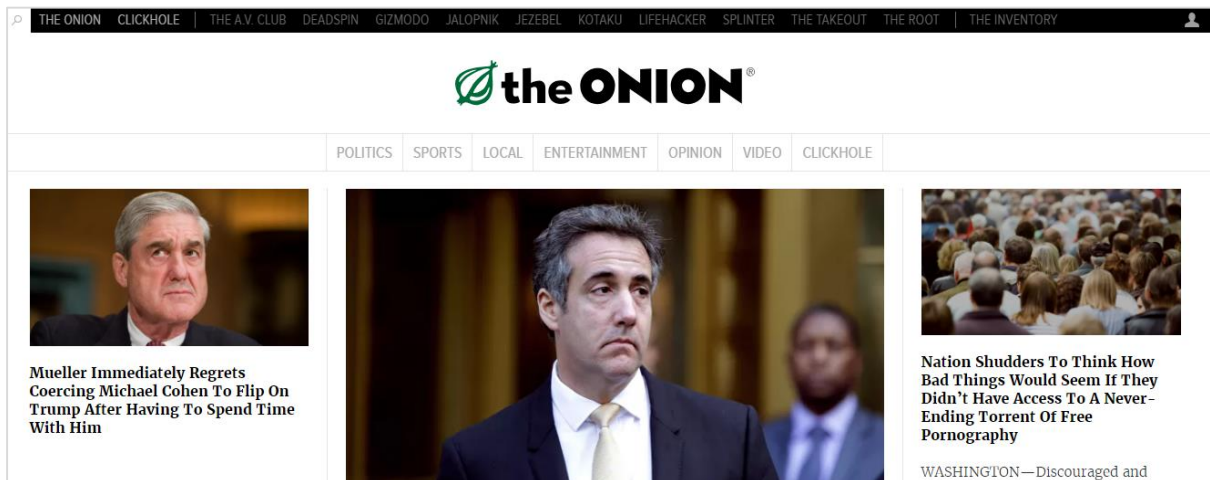 THE ONION CLICKHOLE THE A.V. CLUB DEADSPIN GIZMODO JALOPNIK JEZEBEL KOTAKU LIFEHACKER SPLINTER THE TAKEOUT THE ROOT THE INVENTORY
the ONION®
POLITICS SPORTS LOCAL ENTERTAINMENT OPINION VIDEO CLICKHOLE
Mueller Immediately Regrets
Coercing Michael Cohen To Flip On
Trump After Having To Spend Time
With Him
Nation Shudders To Think How
Bad Things Would Seem If They
Didn't Have Access To A Never-
Ending Torrent Of Free
Pornography
WASHINGTON—Discouraged and